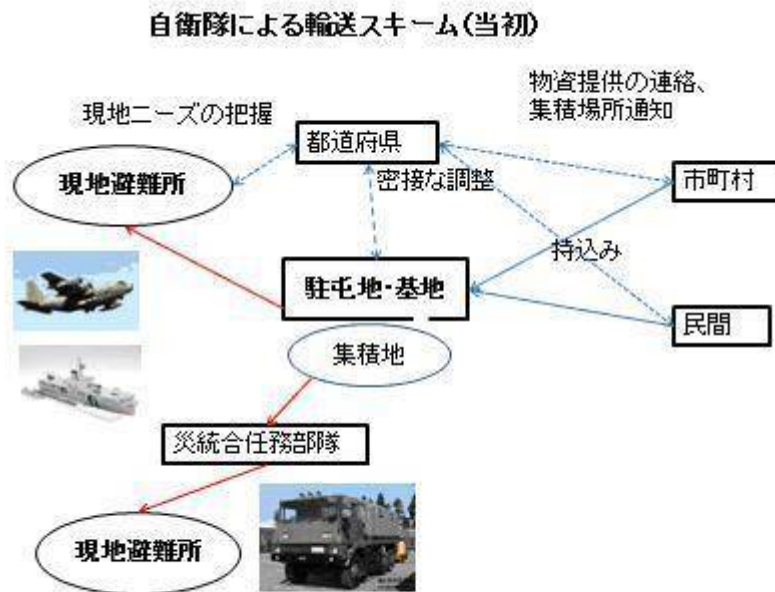 自衛隊による輸送スキーム(当初)
物資提供の連絡、
集積場所通知
現地ニーズの把握
都道府県
現地避難所
密接な調整
市町村
持込み
駐屯地・基地
民間
集積地
災統合任務部隊
現地避難所